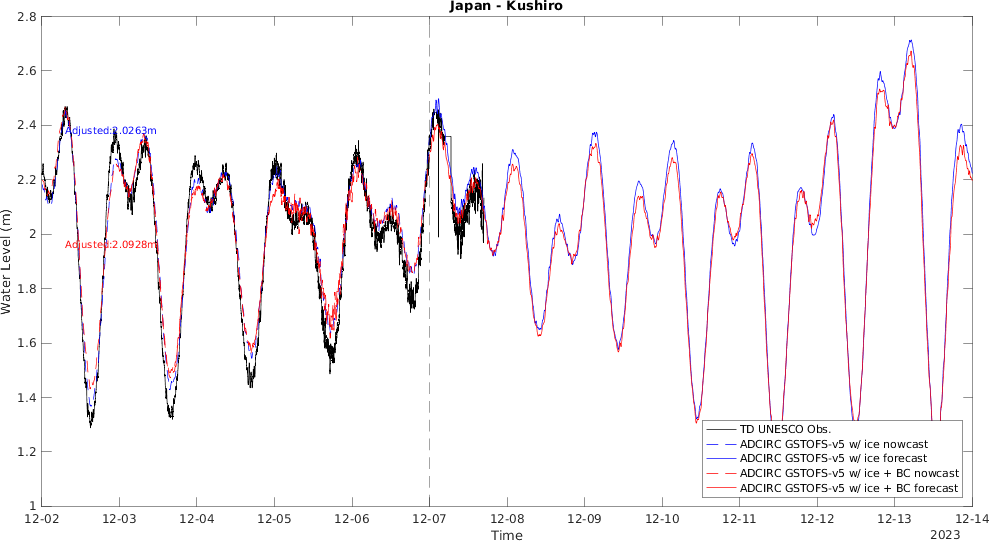 Japan - Kushiro
2.8
2.6
2.4
2.2
2
1.8
1.6
1.4
1.2
1
Water Level (m)
Adjusted:2.0263m
Adjusted:2.0928m
TD UNESCO Obs.
ADCIRC GSTOFS-v5 w/ ice nowcast
ADCIRC GSTOFS-v5 w/ ice forecast
ADCIRC GSTOFS-v5 w/ ice + BC nowcast
ADCIRC GSTOFS-v5 w/ ice + BC forecast
12-02 12-03 12-04 12-05 12-06 12-07 12-08 12-09 12-10 12-11 12-12 12-13 12-14
Time
2023